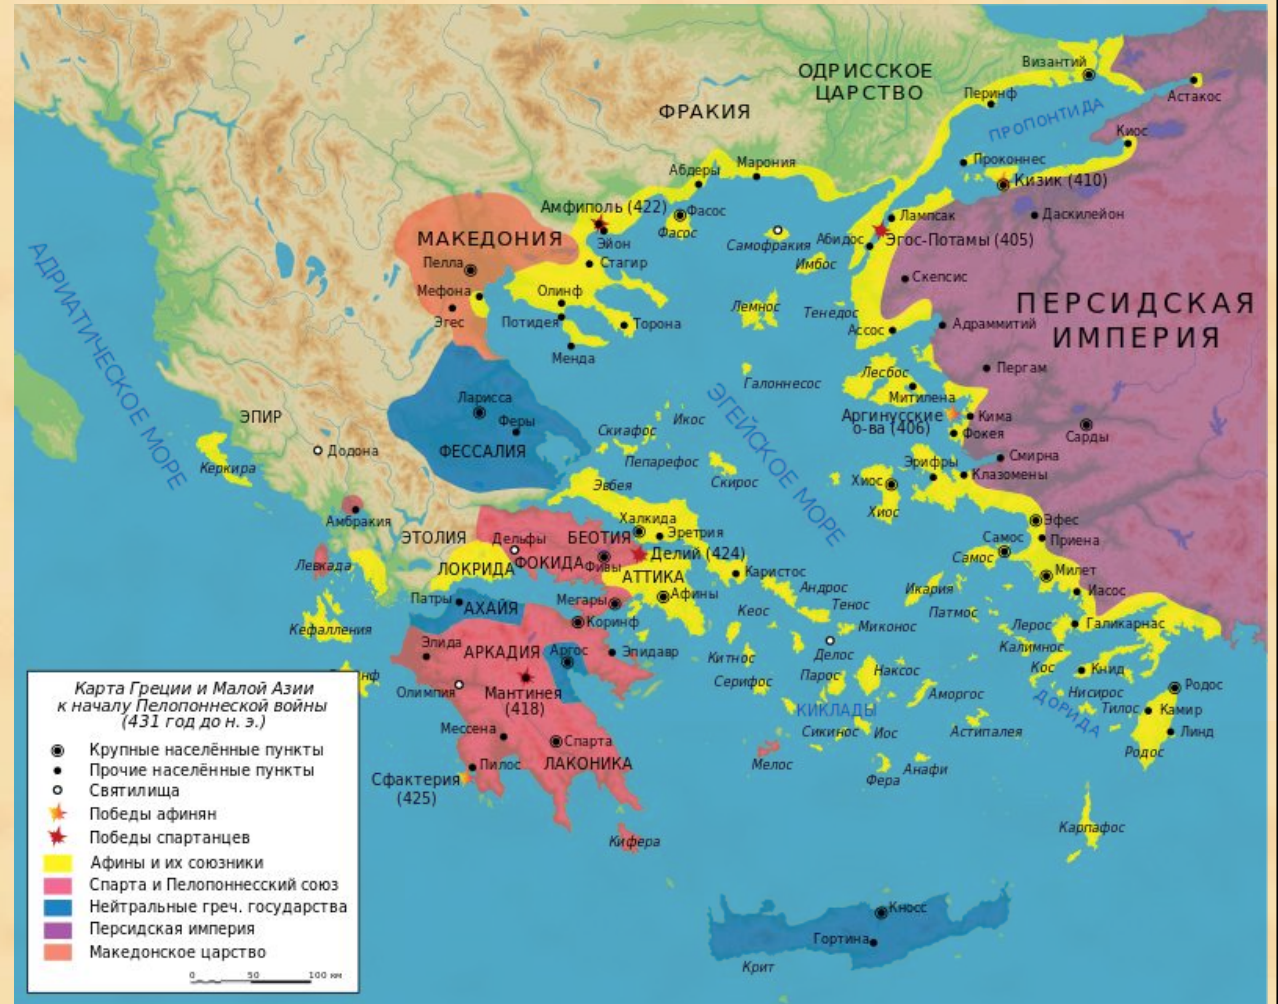 ОДРИССКОЕ
ЦАРСТВО
ФРАКИЯ
Византий
Перинф
Астакос
ПРОПОНТИДА
Киос
Проконнес
Кизик (410)
Абдеры
Марония
Амфиполь (422)
Фасос
Фасос
Эйон
Самофракия
Лампсак
Даскилейон
Абидос
Эгос-Потамы (405)
МАКЕДОНИЯ
Пелла
Стагир
Имбос
Скепсис
Мефона
Олинф
Эгес
Потидея
Торона
Лемнос
Тенедос
Ассос
Адраммитий
ПЕРСИДСКАЯ
ИМПЕРИЯ
Менда
АДРИАТИЧЕСКОЕ МОРЕ
ЭГЕЙСКОЕ МОРЕ
Пергам
Лесбос
Галоннесос
Митилена
Ларисса
Феры
ФЕССАЛИЯ
ЭПИР
Додона
Керкира
Икос
Скиафос
Пепарефос
Скирос
Аргинусские
о-ва (406)
Кима
Фокея
Сарды
Смирна
Эрифры
Клазомены
Хиос
Хиос
Эвбея
Амбракия
Левкада
ЭТОЛИЯ
Дельфы
БЕОТИЯ
Халкида
Эретрия
Делий (424)
ЛОКРИДА
ФОКИДА
Фивы
АТТИКА
Афины
Каристос
Эфес
Приена
Самос
Самос
Милет
Иасос
Патры
АХАЙЯ
Мегары
Коринф
Кефалления
Андрос
Тенос
Миконос
Кеос
Икария
Патмос
Лерос
Галикарнас
Калимнос
Элида
АРКАДИЯ
Аргос
Эпидавр
Китнос
Делос
Серифос
Парос
Наксос
Кос
Книд
нф
Олимпия
Мантинея
(418)
Аморгос
Нисирос
ДОРИДА
Тилос
Родос
Камир
Линд
Родос
КИКЛАДЫ
Сикинос
Иос
Астипалея
Мессена
Спарта
Пилос
ЛАКОНИКА
Сфактерия
(425)
Мелос
Фера
Анафи
Кифера
Карпафос
Кносс
Гортина
Крит
Карта Греции и Малой Азии
к началу Пелопоннесой войны
(431 год до н. э.)
Крупные населённые пункты
Прочие населённые пункты
Святилища
Победы афинян
Победы спартанцев
Афины и их союзники
Спарта и Пелопоннесский союз
Нейтральные греч. государства
Персидская империя
Македонское царство
0 50 100 км